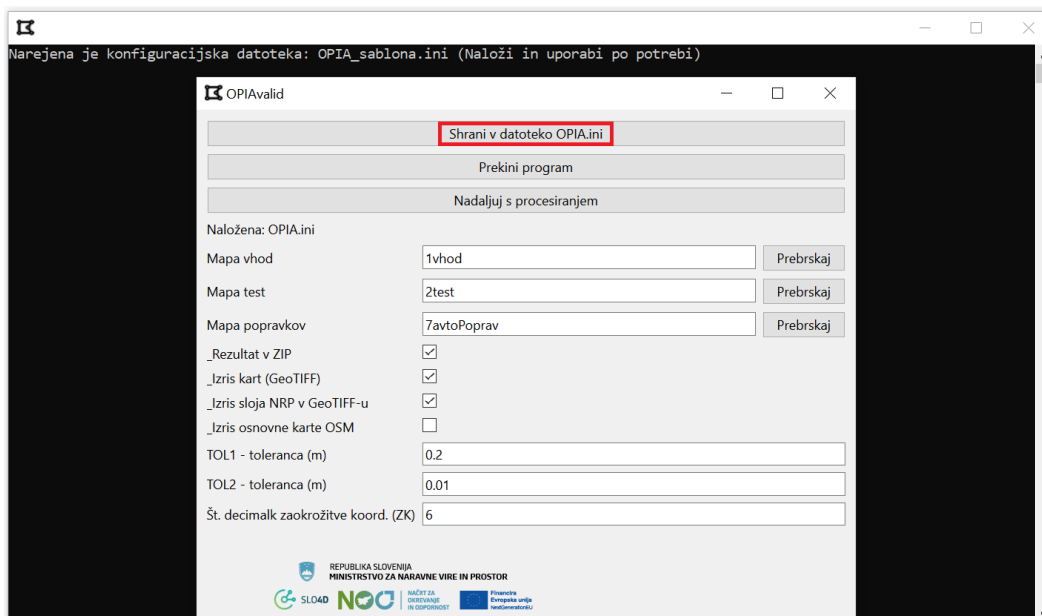 Narejena je konfiguracijska datoteka: OPIA_sablona.ini (Naloži in uporabi po potrebi)
OPIAvalid
Shrani v datoteko OPIA.ini
Prekini program
Nadaljuj s procesiranjem
Naložena: OPIA.ini
Mapa vhod 1vhod Prebrskaj
Mapa test 2test Prebrskaj
Mapa popravkov 7avtoPoprav Prebrskaj
_Rezultat v ZIP
_Izris kart (GeoTIFF)
_Izris sloja NRP v GeoTIFF-u
_Izris osnovne karte OSM
TOL1 - toleranca (m) 0.2
TOL2 - toleranca (m) 0.01
Št. decimalk zaokrožitve koord. (ZK) 6
REPUBLIKA SLOVENIJA
MINISTRSTVO ZA NARAVNE VIRE IN PROSTOR
SLO4D
NOO
NAČRT ZA
OKREVANJE
IN ODPORNOST
Financira
Evropska unija
NextGenerationEU